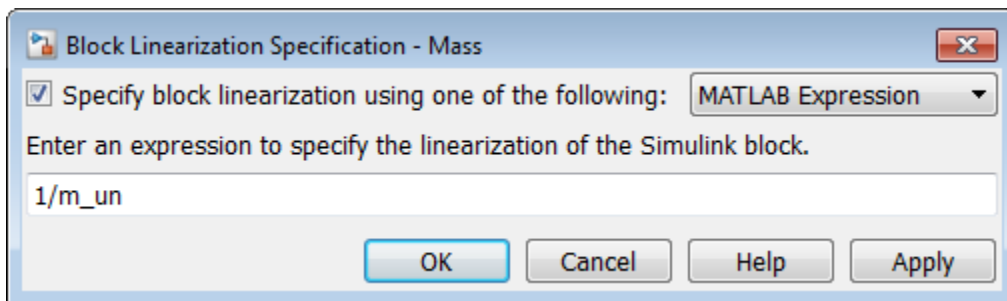 Block Linearization Specification - Mass
Specify block linearization using one of the following: MATLAB Expression
Enter an expression to specify the linearization of the Simulink block.
1/m_un
OK Cancel Help Apply